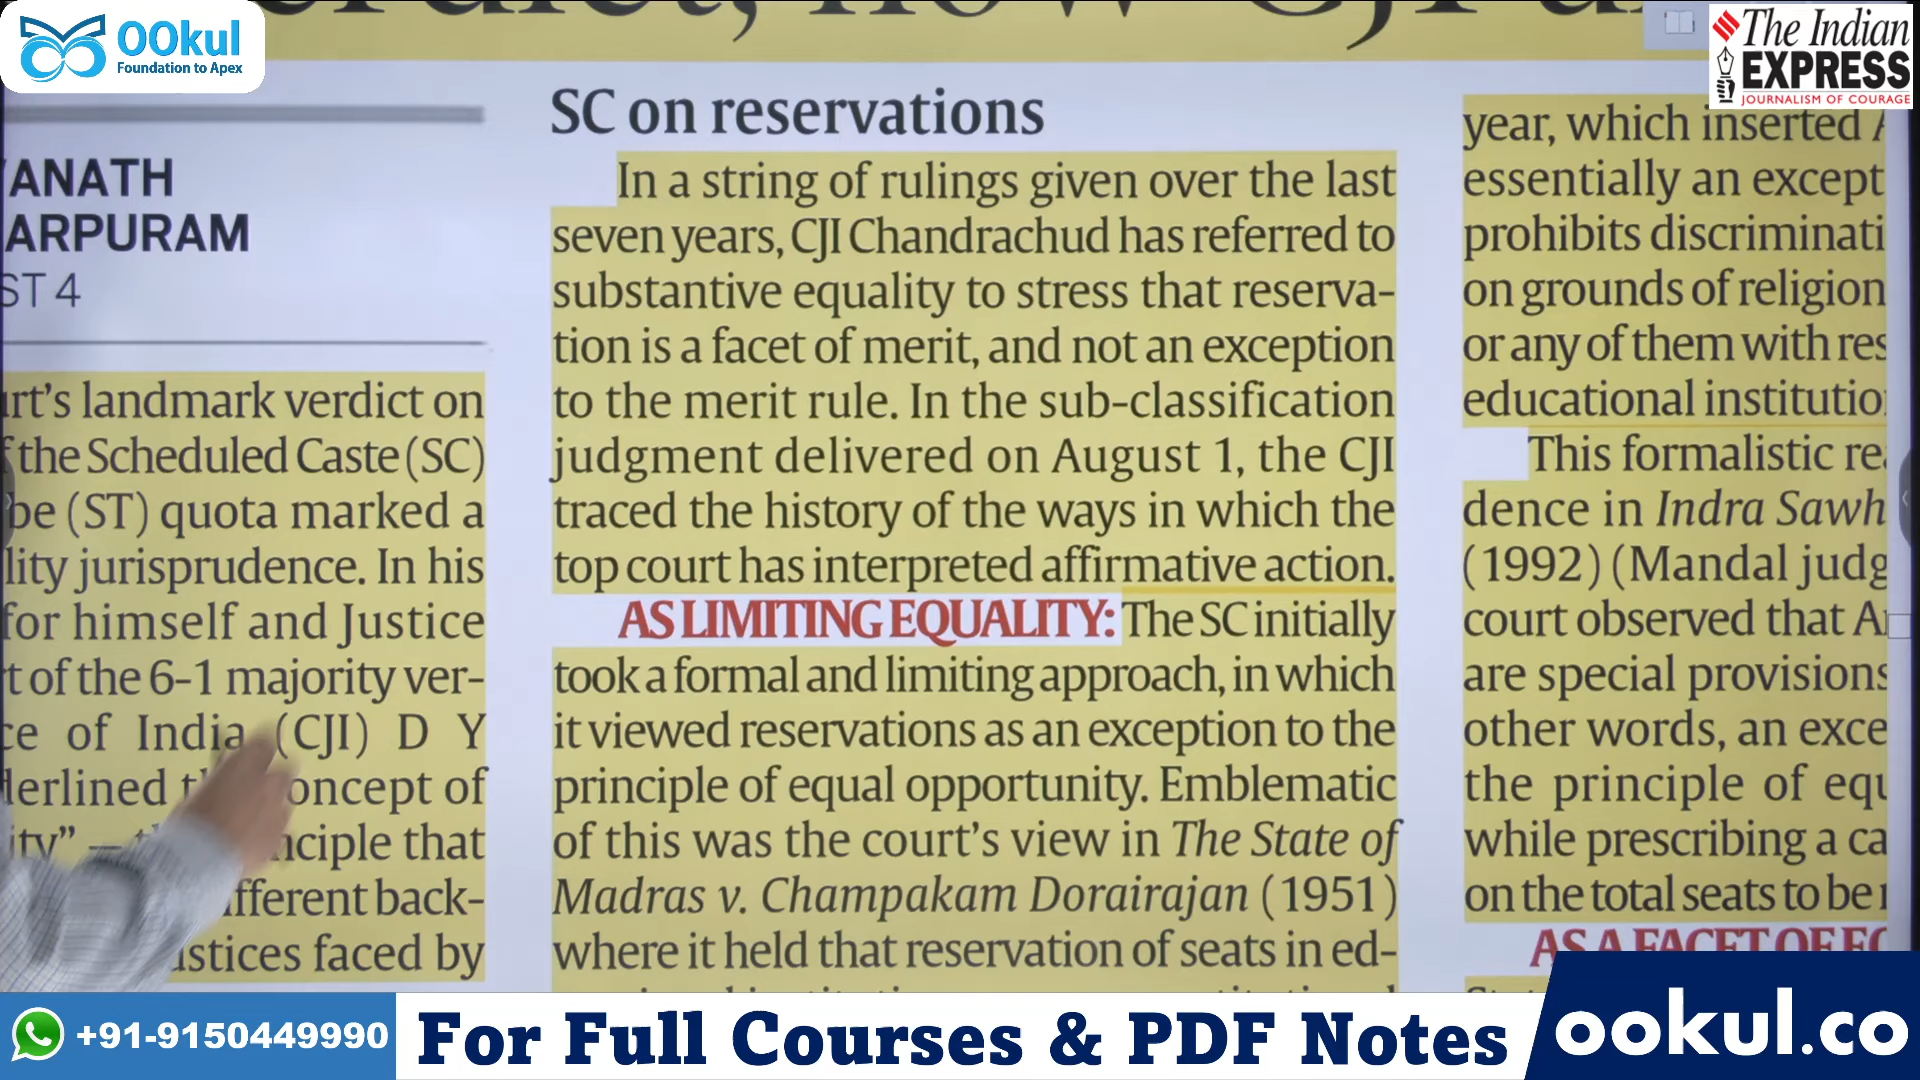 OOkul
Foundation to Apex
The Indian
EXPRESS
JOURNALISM OF COURAGE
ANATH
ARPURAM
ST 4
urt's landmark verdict on
f the Scheduled Caste (SC)
be (ST) quota marked a
lity jurisprudence. In his
for himself and Justice
t of the 6-1 majority ver-
ce of India (CJI) D Y
derlined concept of
ity" — that
ifferent back-
stices faced by
SC on reservations
In a string of rulings given over the last
seven years, CJI Chandrachud has referred to
substantive equality to stress that reserva-
tion is a facet of merit, and not an exception
to the merit rule. In the sub-classification
judgment delivered on August 1, the CJI
traced the history of the ways in which the
top court has interpreted affirmative action.
AS LIMITING EQUALITY: The SC initially
took a formal and limiting approach, in which
it viewed reservations as an exception to the
principle of equal opportunity. Emblematic
of this was the court's view in The State of
Madras v. Champakam Dorairajan (1951)
where it held that reservation of seats in ed-
year, which inserted
essentially an except
prohibits discriminati
on grounds of religion
or any of them with res
educational institutio
This formalistic re
dence in Indra Sawh
(1992) (Mandal judg
court observed that A
are special provisions
other words, an exce
the principle of equ
while prescribing a ca
on the total seats to be
AS A FACET OF
+91-9150449990
For Full Courses & PDF Notes
ookul.co